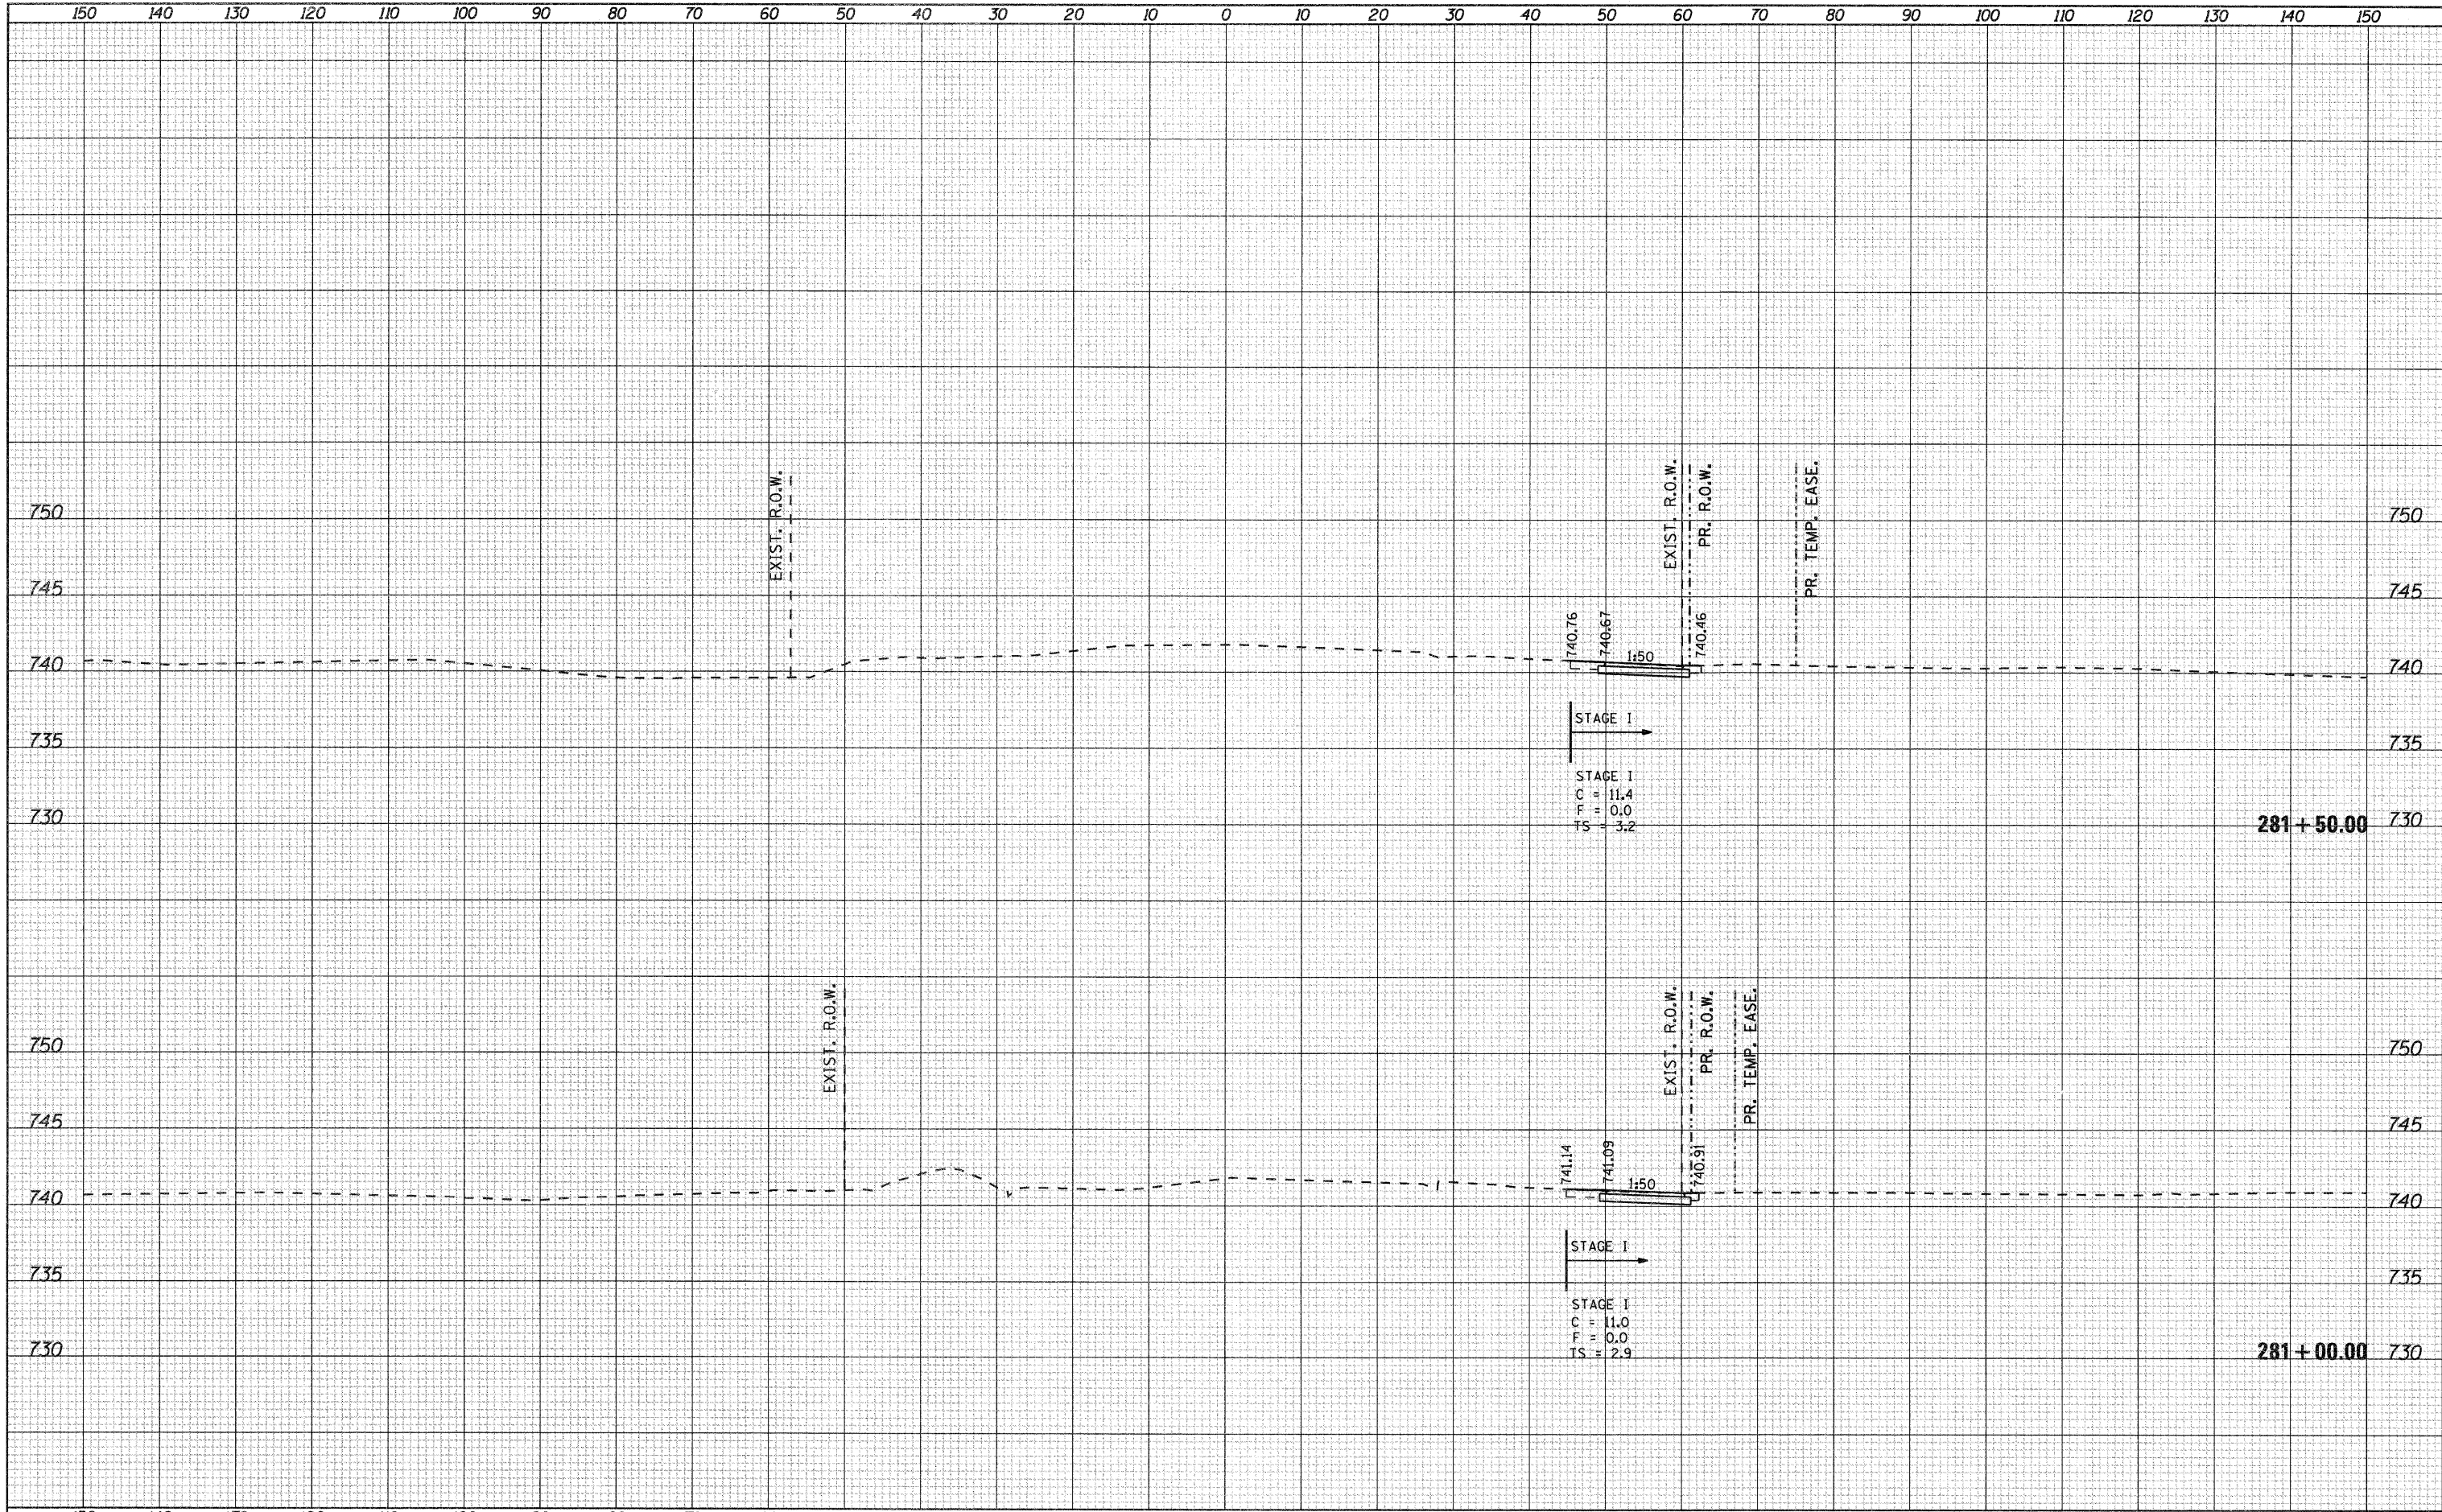 150 140 130 120 110 100 90 80 70 60 50 40 30 20 10 0 10 20 30 40 50 60 70 80 90 100 110 120 130 140 150
EXIST. R.O.W.
EXIST. R.O.W.
PR. R.O.W.
PR. TEMP. EASE.
750 750
745 745
740.76
740.67
740.46
1:50
740 740
STAGE I
735 735
STAGE I
C = 11.4
F = 0.0
TS = 3.2
730 281+50.00 730
EXIST. R.O.W.
EXIST. R.O.W.
PR. R.O.W.
PR. TEMP. EASE.
750 750
745 745
741.14
741.09
740.91
1:50
740 740
STAGE I
735 735
STAGE I
C = 11.0
F = 0.0
TS = 2.9
730 281+00.00 730